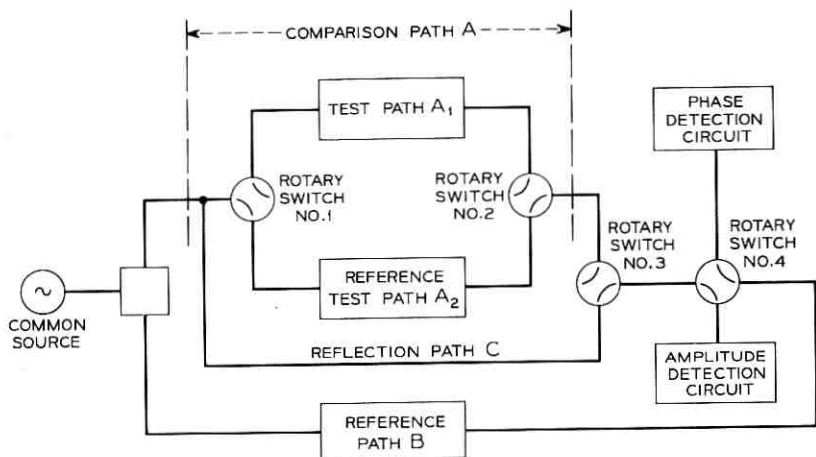 COMPARISON PATH A
TEST PATH A₁
PHASE
DETECTION
CIRCUIT
ROTARY
SWITCH
NO.1
ROTARY
SWITCH
NO.2
ROTARY
SWITCH
NO.3
ROTARY
SWITCH
NO.4
REFERENCE
TEST PATH A₂
∼
COMMON
SOURCE
REFLECTION PATH C
AMPLITUDE
DETECTION
CIRCUIT
REFERENCE
PATH B